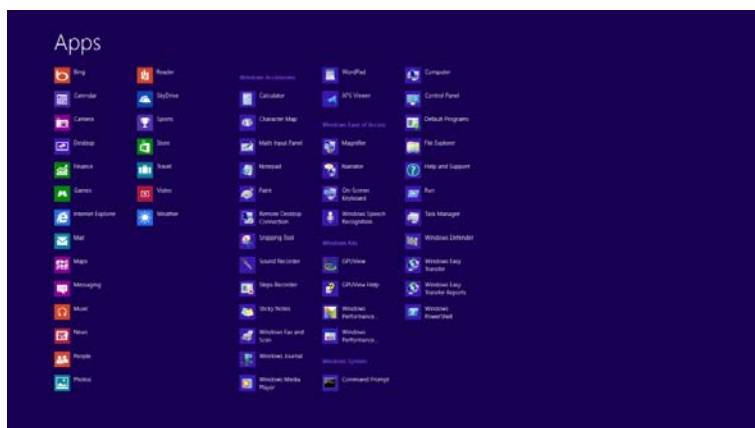 Apps
Bing
Calendar
Camera
Desktop
Finance
Games
Internet Explorer
Mail
Maps
Messaging
Music
News
People
Photos
Reader
SkyDrive
Sports
Store
Travel
Video
Weather
Windows Accessories
Calculator
Character Map
Math Input Panel
Notepad
Paint
Remote Desktop
Connection
Snipping Tool
Sound Recorder
Steps Recorder
Sticky Notes
Windows Fax and
Scan
Windows Journal
Windows Media
Player
WordPad
XPS Viewer
Windows Ease of Access
Magnifier
Narrator
On-Screen
Keyboard
Windows Speech
Recognition
Windows Kits
GPUView
GPUView Help
Windows
Performance...
Windows
Performance...
Windows System
Command Prompt
Computer
Control Panel
Default Programs
File Explorer
Help and Support
Run
Task Manager
Windows Defender
Windows Easy
Transfer
Windows Easy
Transfer Reports
Windows
PowerShell